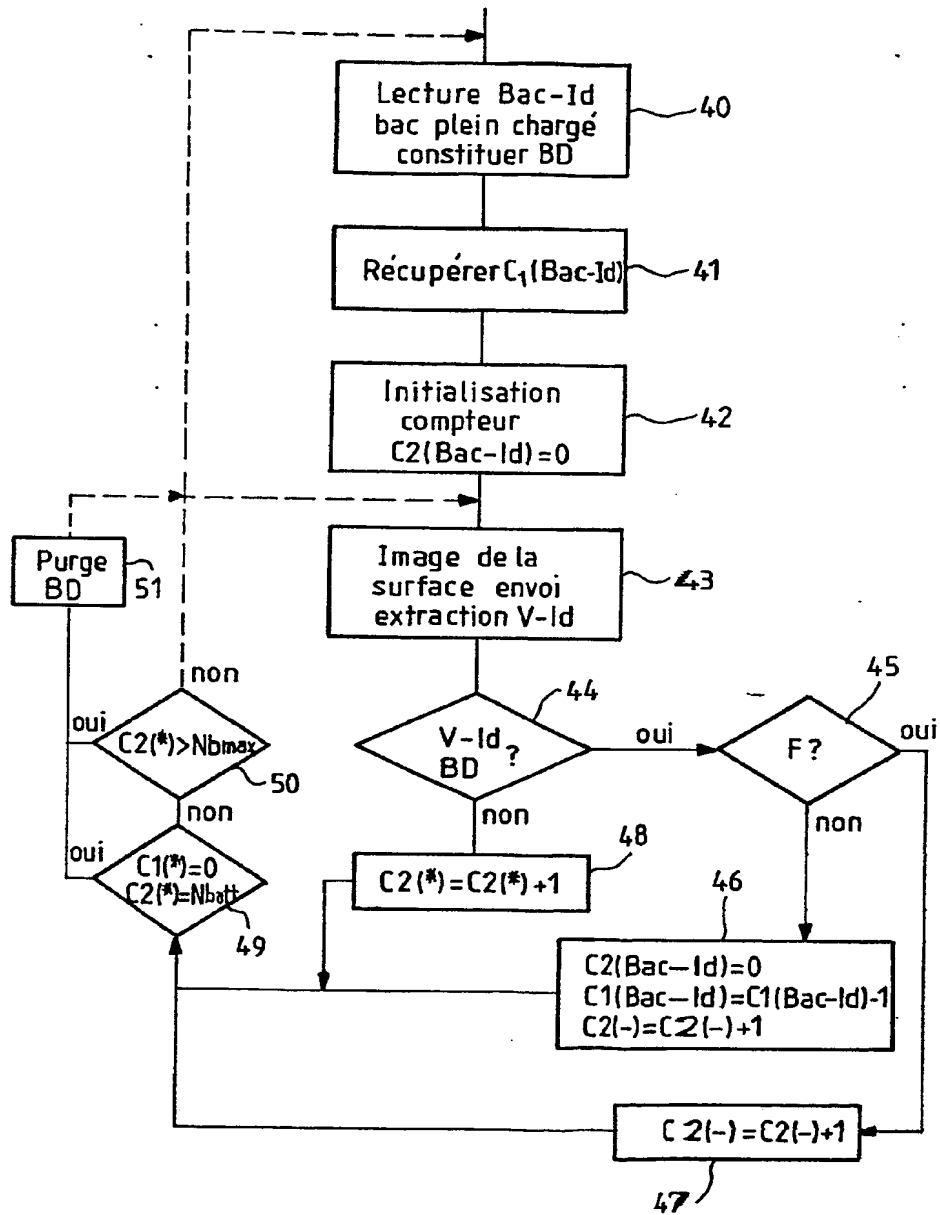 Lecture Bac-Id
bac plein chargé
constituer BD
40
Récupérer C1(Bac-Id)
41
Initialisation
compteur
C2(Bac-Id)=0
42
Image de la
surface envoi
extraction V-Id
43
Purge
BD
51
non
oui
C2(*)>Nbmax
50
non
oui
C1(*)=0
C2(*)=Nbatt
49
V-Id
BD ?
44
oui
non
F?
45
oui
non
C2(*)=C2(*)+1
48
46
C2(Bac-Id)=0
C1(Bac-Id)=C1(Bac-Id)-1
C2(-)=C2(-)+1
C2(-)=C2(-)+1
47